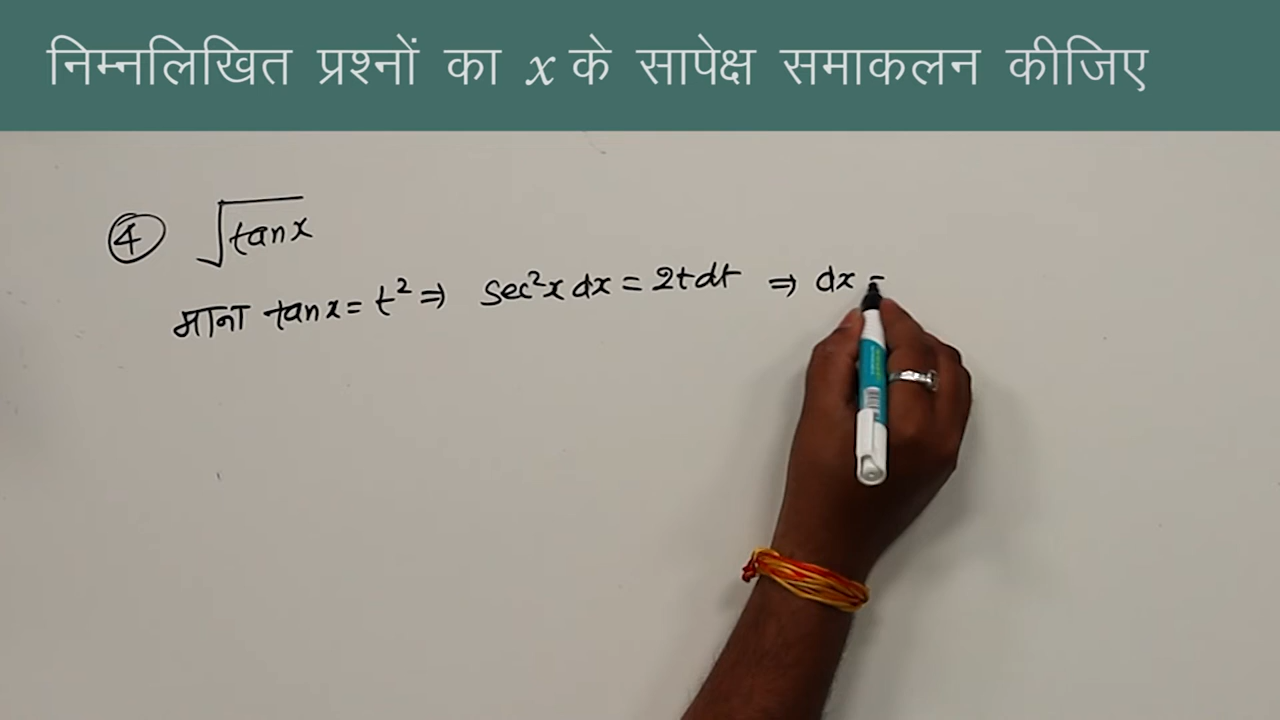 निम्नलिखित प्रश्नों का x के सापेक्ष समाकलन कीजिए
④ √tanx
माना tanx = t² ⇒ sec²x dx = 2t dt ⇒ dx =